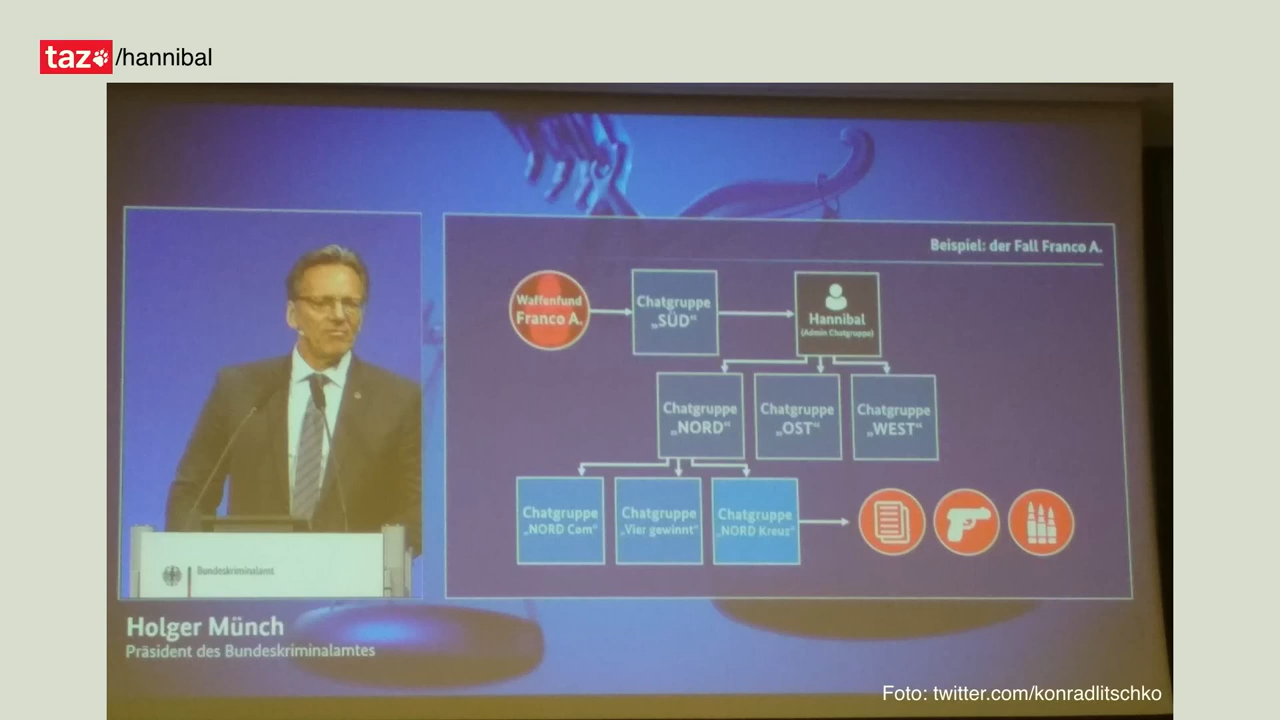 taz /hannibal
Beispiel: der Fall Franco A.
Waffenfund
Franco A.
Chatgruppe
„SÜD“
Hannibal
(Admin Chatgruppe)
Chatgruppe
„NORD“
Chatgruppe
„OST“
Chatgruppe
„WEST“
Chatgruppe
„NORD Com“
Chatgruppe
„Vier gewinnt“
Chatgruppe
„NORD Kreuz“
Bundeskriminalamt
Holger Münch
Präsident des Bundeskriminalamtes
Foto: twitter.com/konradlitschko